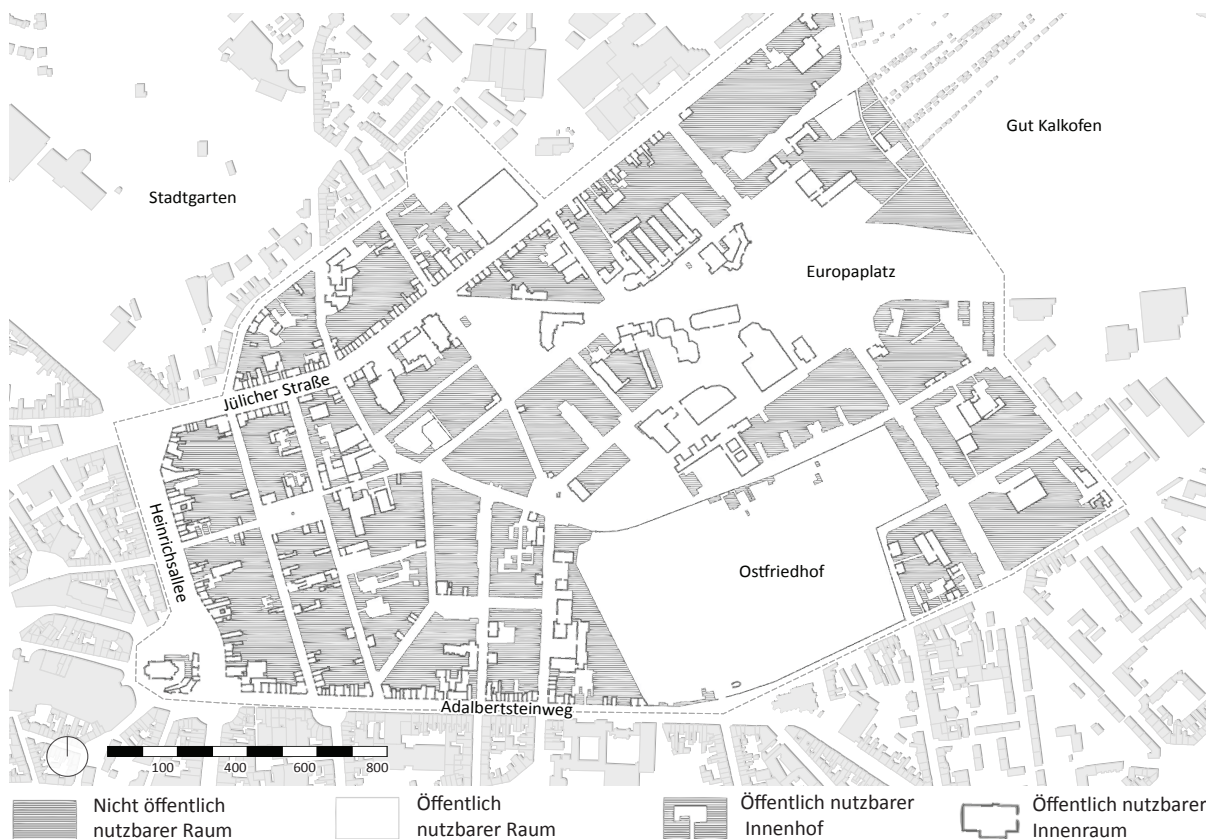 Gut Kalkofen
Stadtgarten
Europaplatz
Jülicher Straße
Heinrichsallee
Ostfriedhof
Adalbertsteinweg
100 400 600 800
Nicht öffentlich
nutzbarer Raum
Öffentlich
nutzbarer Raum
Öffentlich nutzbarer
Innenhof
Öffentlich nutzbarer
Innenraum